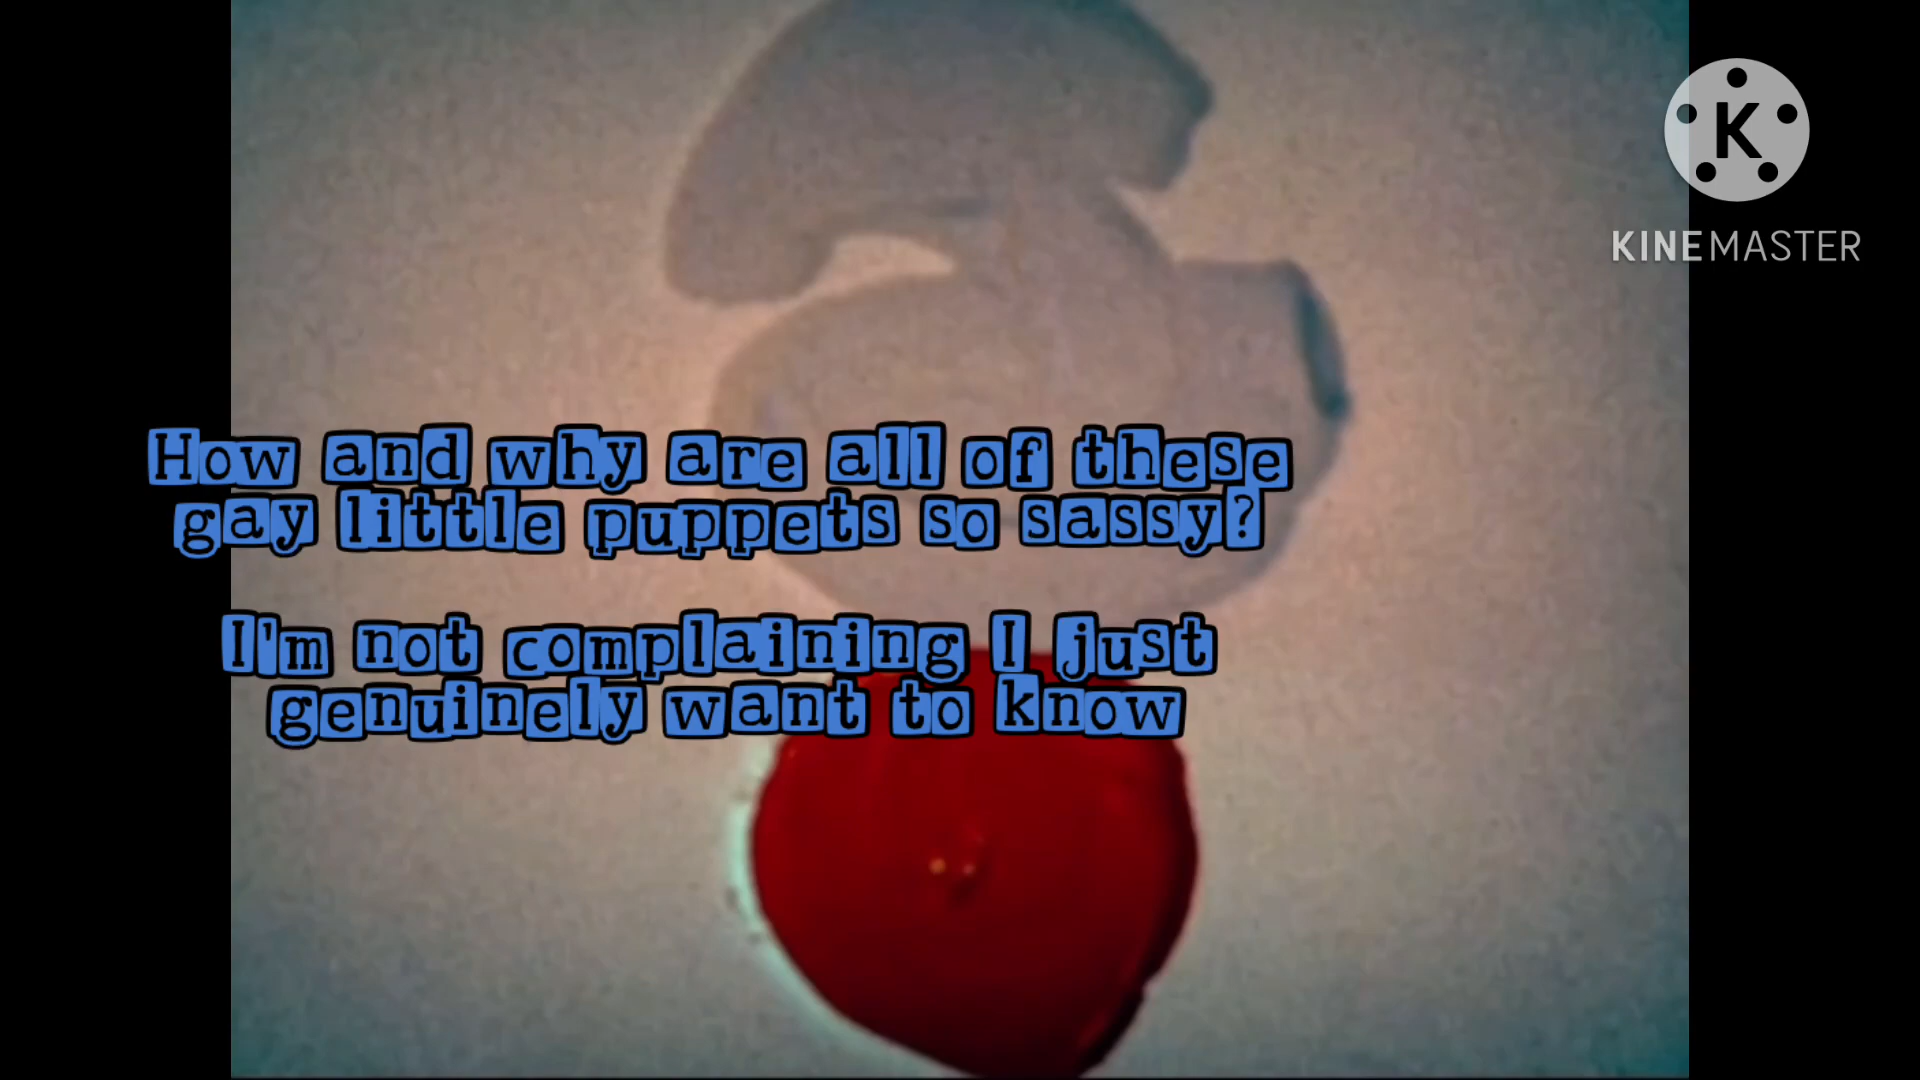 K
KINEMASTER
How and why are all of these
gay little puppets so sassy?
I'm not complaining I just
genuinely want to know